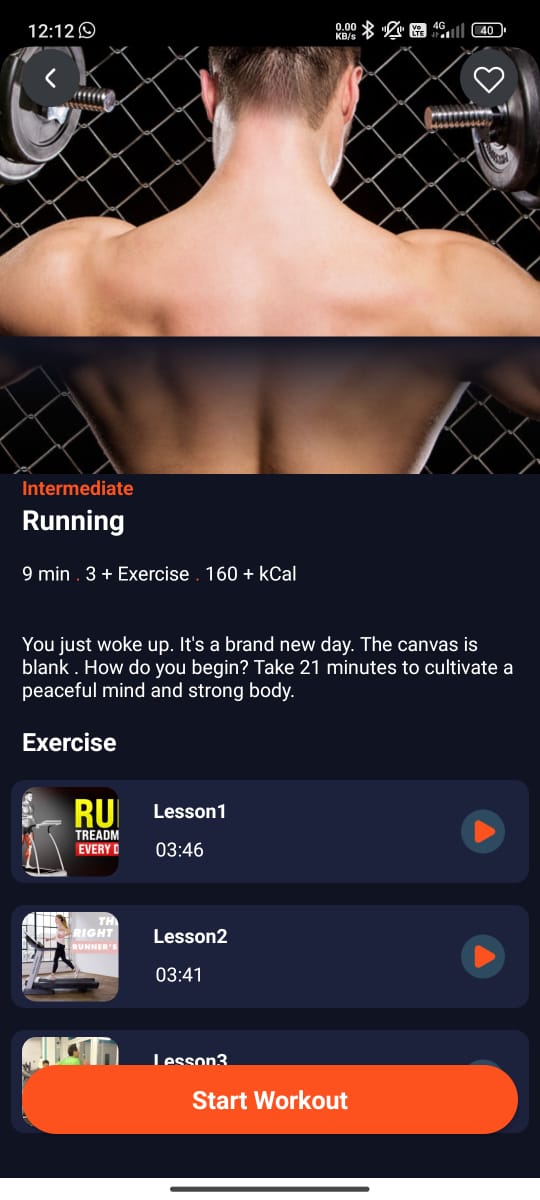 12:12
0.00
KB/s
Vo
LTE
4G
40
Intermediate
Running
9 min . 3 + Exercise . 160 + kCal
You just woke up. It's a brand new day. The canvas is
blank . How do you begin? Take 21 minutes to cultivate a
peaceful mind and strong body.
Exercise
RU
TREADM
EVERY D
Lesson1
03:46
TH
RIGHT
RUNNER'S
Lesson2
03:41
Lesson3
Start Workout